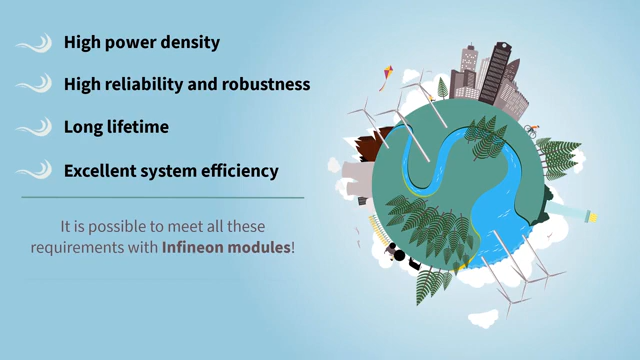 High power density
High reliability and robustness
Long lifetime
Excellent system efficiency
It is possible to meet all these
requirements with Infineon modules!